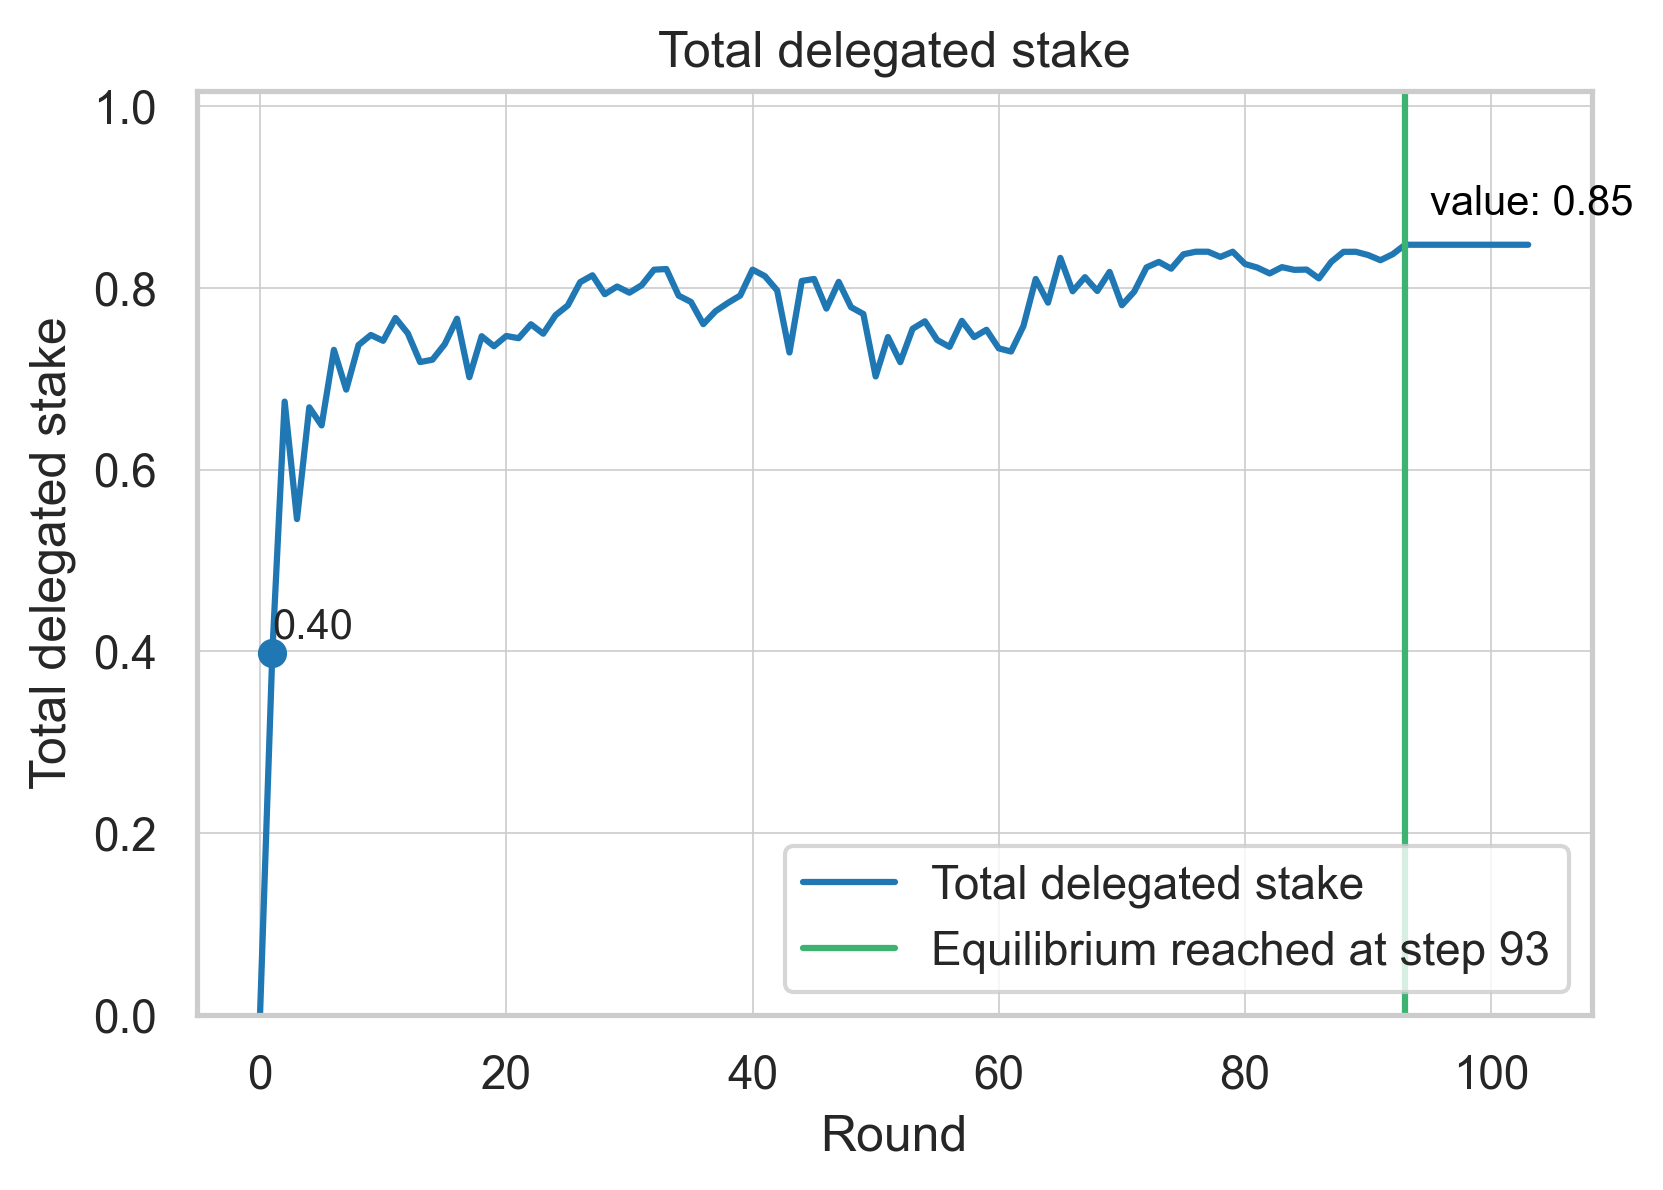 Total delegated stake
1.0
0.8
0.6
0.4
0.2
0.0
Total delegated stake
value: 0.85
0.40
Total delegated stake
Equilibrium reached at step 93
0 20 40 60 80 100
Round